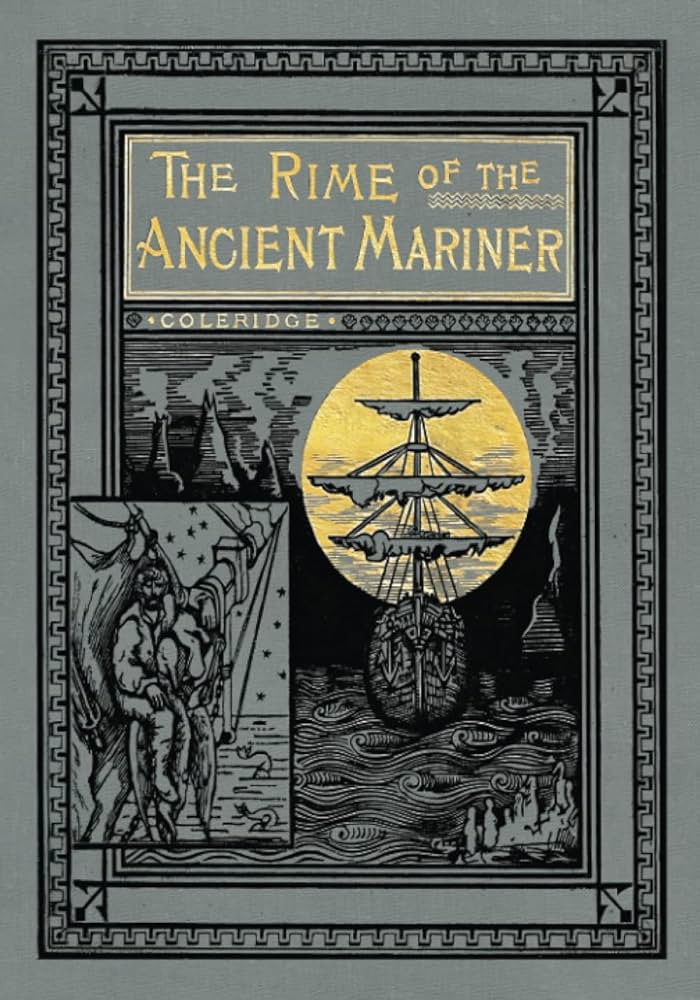 THE RIME OF THE
ANCIENT MARINER
• COLERIDGE •